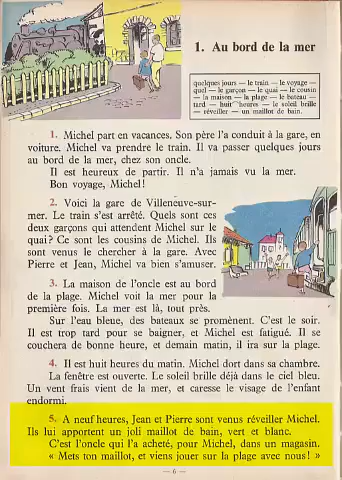 1. Au bord de la mer
quelques jours — le train — le voyage —
quel — le garçon — le quai — le cousin
— la maison — la plage — le bateau —
tard — huit heures — le soleil brille
— réveiller — un maillot de bain.
1. Michel part en vacances. Son père l'a conduit à la gare, en
voiture. Michel va prendre le train. Il va passer quelques jours
au bord de la mer, chez son oncle.
Il est heureux de partir. Il n'a jamais vu la mer.
Bon voyage, Michel !
2. Voici la gare de Villeneuve-sur-
mer. Le train s'est arrêté. Quels sont ces
deux garçons qui attendent Michel sur le
quai ? Ce sont les cousins de Michel. Ils
sont venus le chercher à la gare. Avec
Pierre et Jean, Michel va bien s'amuser.
3. La maison de l'oncle est au bord
de la plage. Michel voit la mer pour la
première fois. La mer est là, tout près.
Sur l'eau bleue, des bateaux se promènent. C'est le soir.
Il est trop tard pour se baigner, et Michel est fatigué. Il se
couchera de bonne heure, et demain matin, il ira sur la plage.
4. Il est huit heures du matin. Michel dort dans sa chambre.
La fenêtre est ouverte. Le soleil brille déjà dans le ciel bleu.
Un vent frais vient de la mer, et caresse le visage de l'enfant
endormi.
5. A neuf heures, Jean et Pierre sont venus réveiller Michel.
Ils lui apportent un joli maillot de bain, vert et blanc.
C'est l'oncle qui l'a acheté, pour Michel, dans un magasin.
« Mets ton maillot, et viens jouer sur la plage avec nous ! »
— 6 —